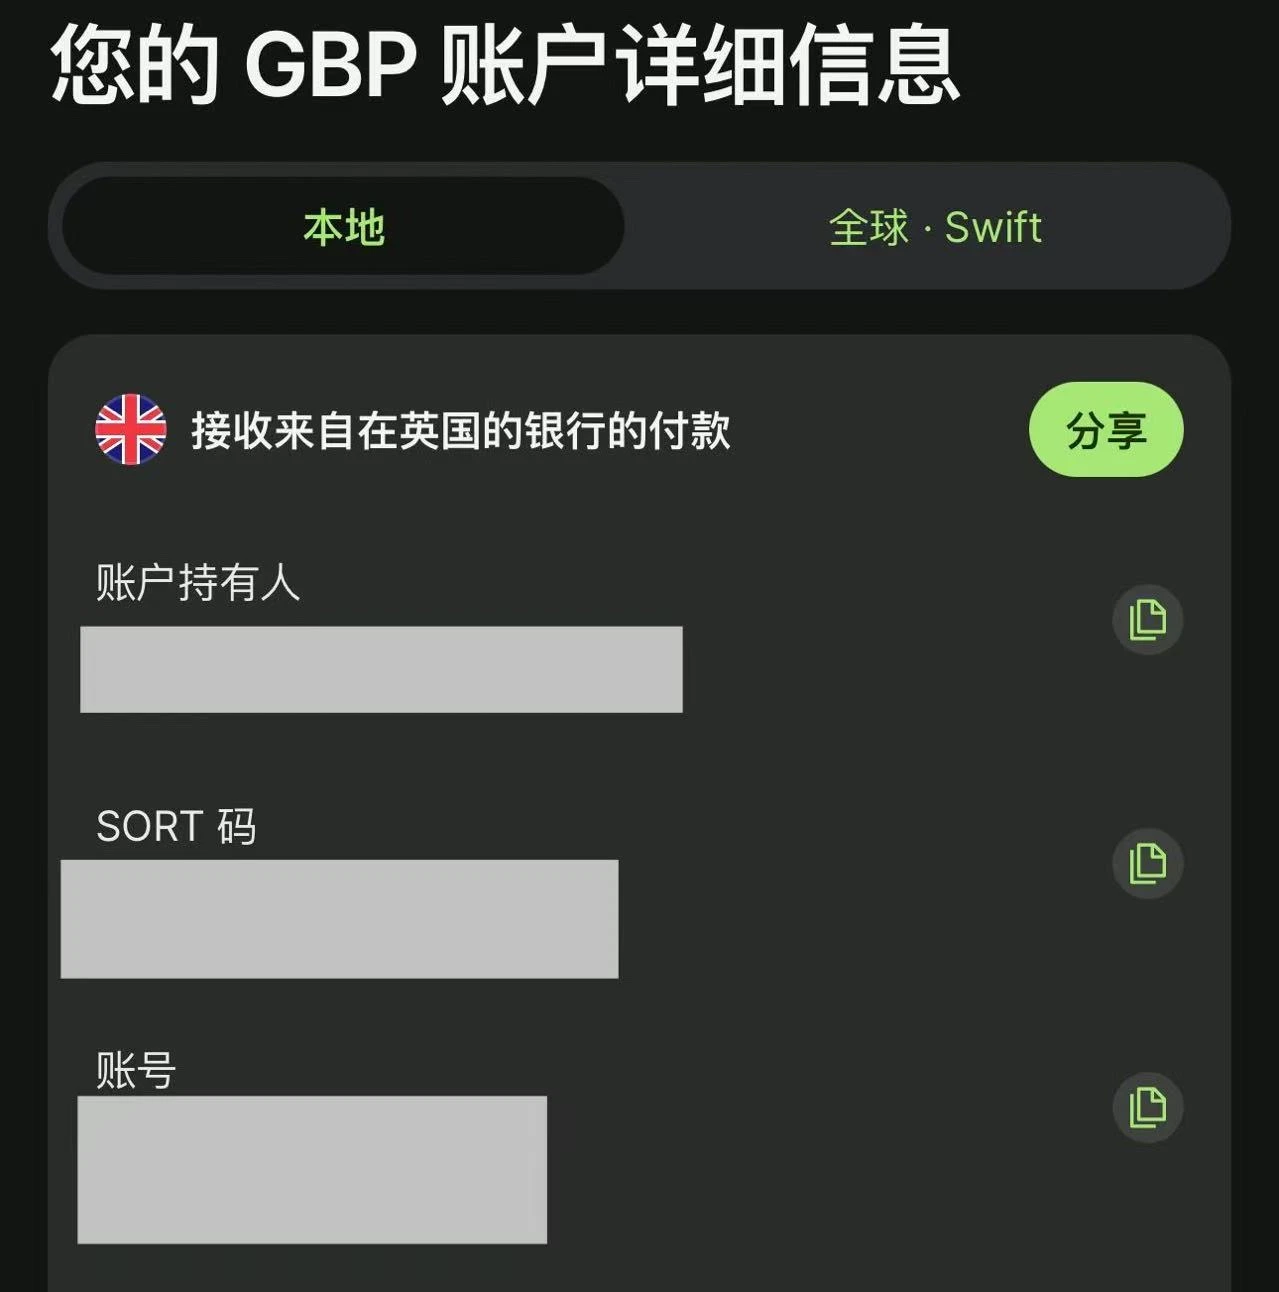 您的 GBP 账户详细信息
本地
全球 · Swift
接收来自在英国的银行的付款
分享
账户持有人
SORT 码
账号